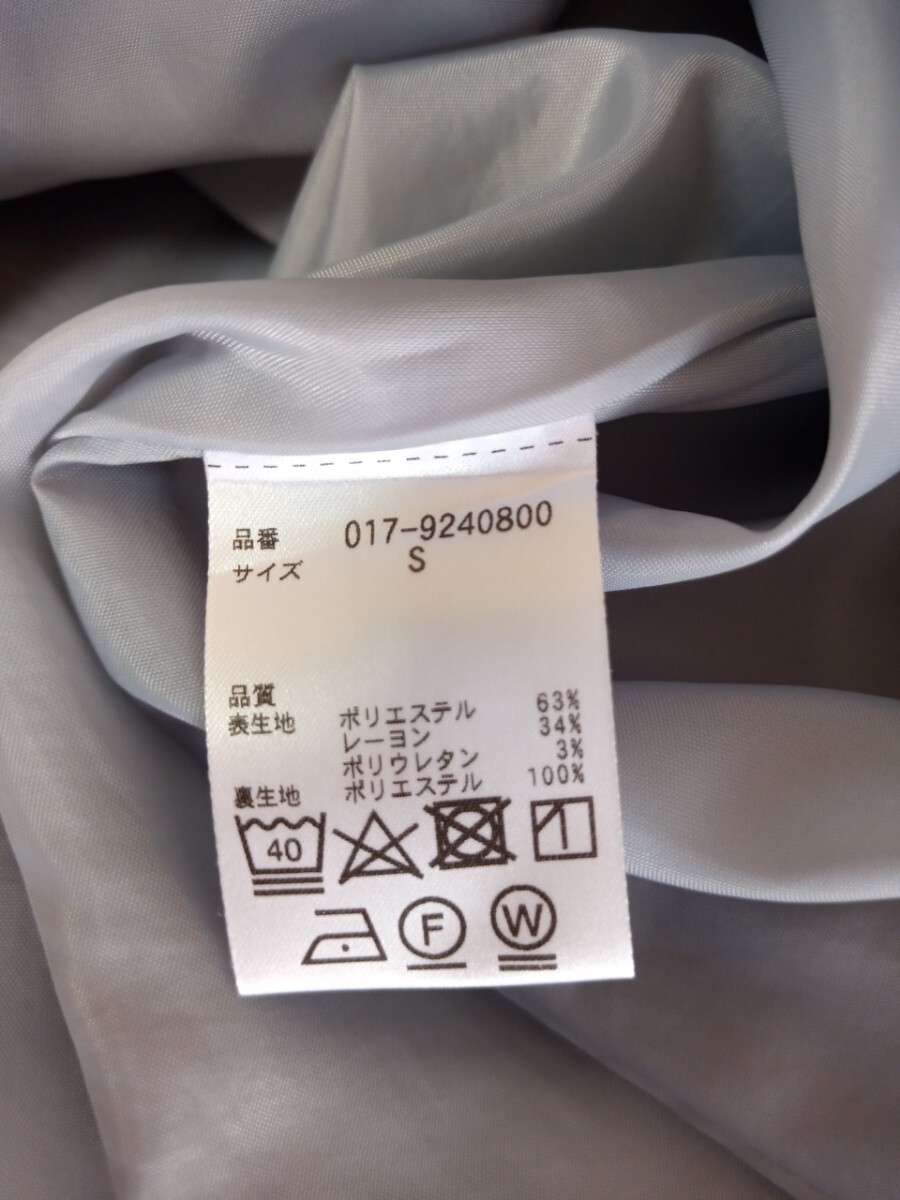 品番 017-9240800
サイズ S
品質
表生地 ポリエステル 63%
レーヨン 34%
ポリウレタン 3%
裏生地 ポリエステル 100%
40
F W